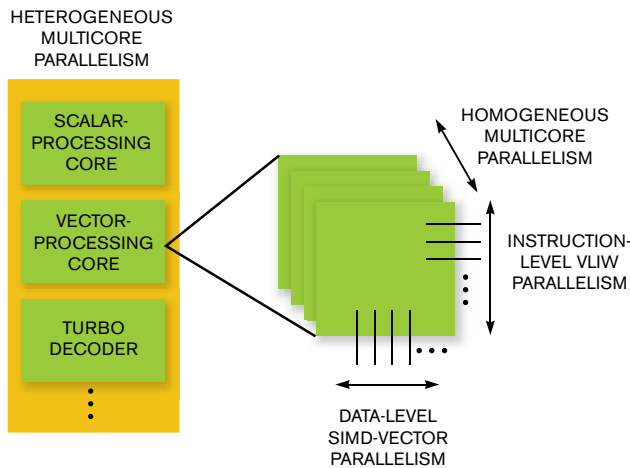 HETEROGENEOUS
MULTICORE
PARALLELISM
SCALAR-
PROCESSING
CORE
VECTOR-
PROCESSING
CORE
TURBO
DECODER
HOMOGENEOUS
MULTICORE
PARALLELISM
INSTRUCTION-
LEVEL VLIW
PARALLELISM
DATA-LEVEL
SIMD-VECTOR
PARALLELISM